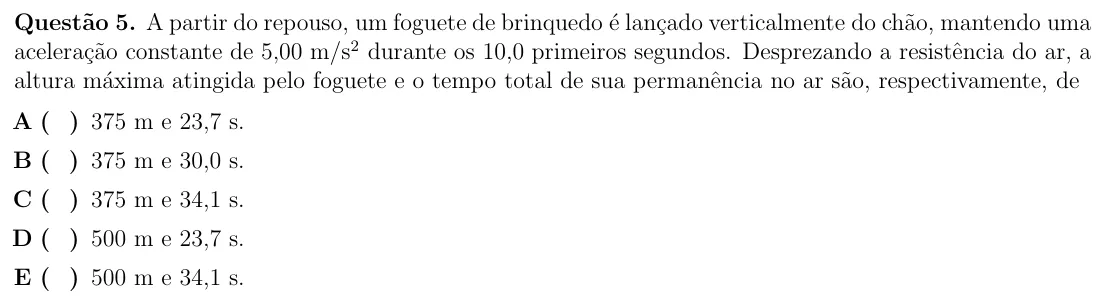 Questão 5. A partir do repouso, um foguete de brinquedo é lançado verticalmente do chão, mantendo uma
aceleração constante de 5,00 m/s² durante os 10,0 primeiros segundos. Desprezando a resistência do ar, a
altura máxima atingida pelo foguete e o tempo total de sua permanência no ar são, respectivamente, de
A ( ) 375 m e 23,7 s.
B ( ) 375 m e 30,0 s.
C ( ) 375 m e 34,1 s.
D ( ) 500 m e 23,7 s.
E ( ) 500 m e 34,1 s.